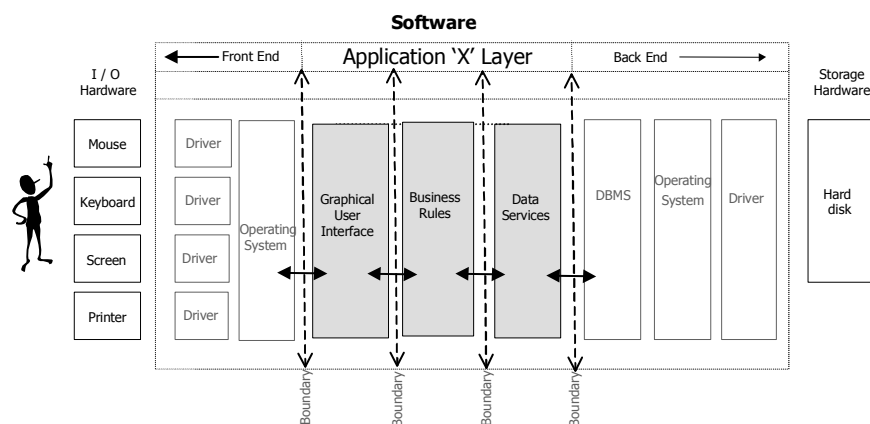 Software
Front End
Application ‘X’ Layer
Back End
I / O
Hardware
Storage
Hardware
Mouse
Keyboard
Screen
Printer
Driver
Driver
Driver
Driver
Operating
System
Graphical
User
Interface
Business
Rules
Data
Services
DBMS
Operating
System
Driver
Hard
disk
Boundary
Boundary
Boundary
Boundary